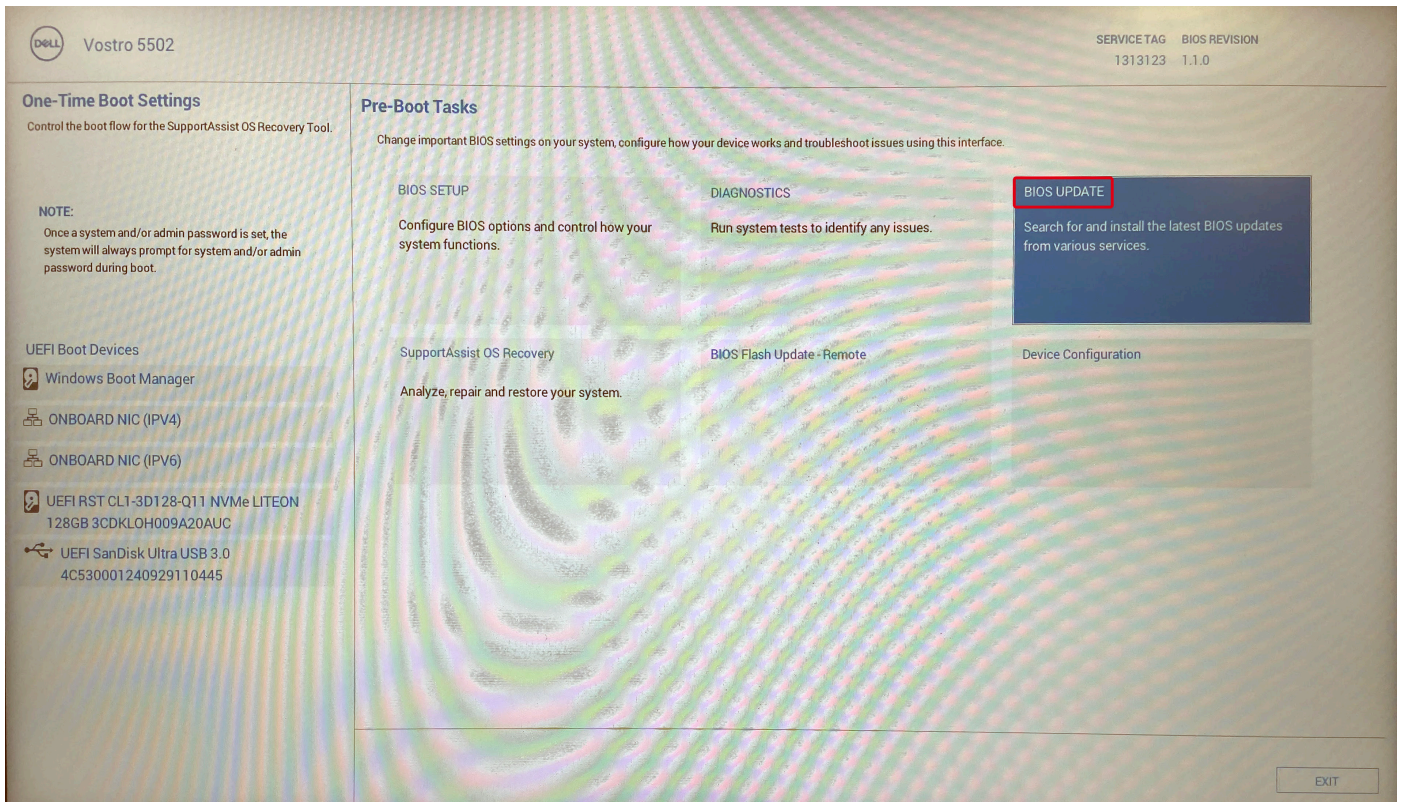 DELL
Vostro 5502
SERVICE TAG BIOS REVISION
1313123 1.1.0
One-Time Boot Settings
Control the boot flow for the SupportAssist OS Recovery Tool.
NOTE:
Once a system and/or admin password is set, the
system will always prompt for system and/or admin
password during boot.
UEFI Boot Devices
Windows Boot Manager
ONBOARD NIC (IPV4)
ONBOARD NIC (IPV6)
UEFI RST CL1-3D128-Q11 NVMe LITEON
128GB 3CDKLOH009A20AUC
UEFI SanDisk Ultra USB 3.0
4C530001240929110445
Pre-Boot Tasks
Change important BIOS settings on your system, configure how your device works and troubleshoot issues using this interface.
BIOS SETUP
Configure BIOS options and control how your
system functions.
DIAGNOSTICS
Run system tests to identify any issues.
BIOS UPDATE
Search for and install the latest BIOS updates
from various services.
SupportAssist OS Recovery
Analyze, repair and restore your system.
BIOS Flash Update - Remote
Device Configuration
EXIT